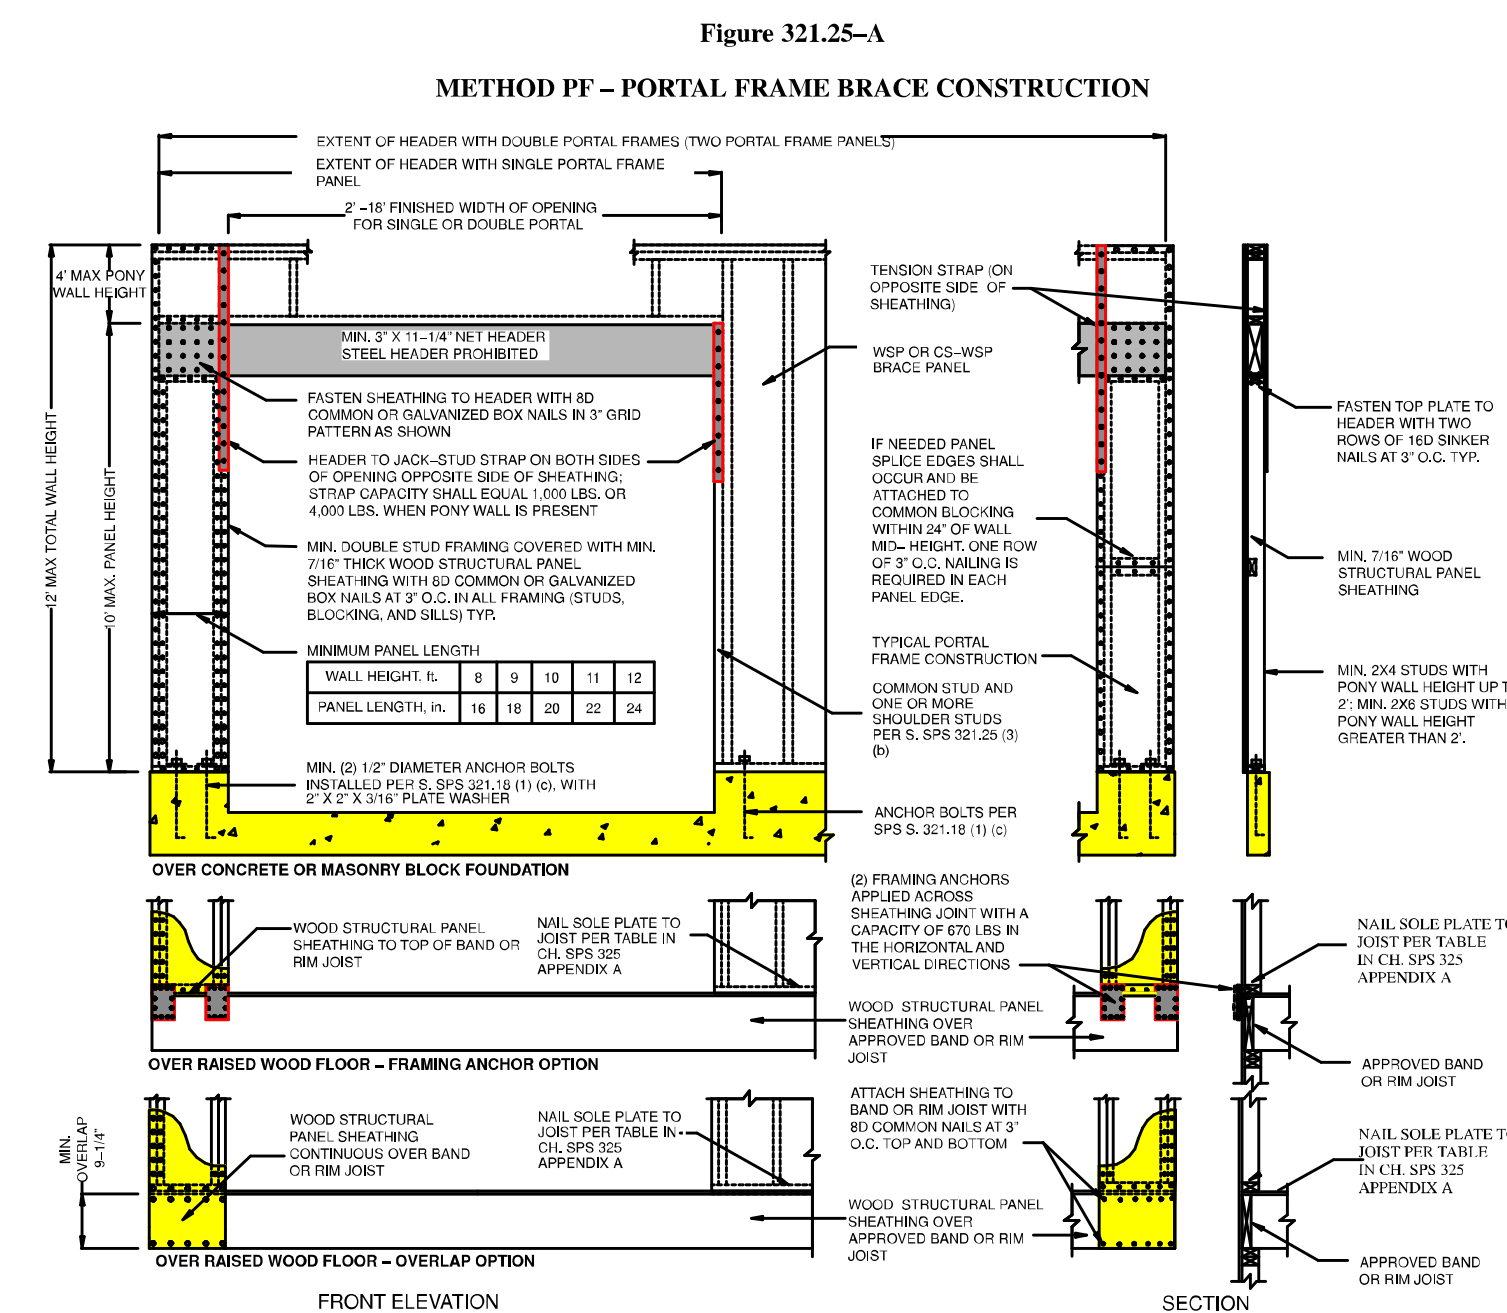 Figure 321.25–A
METHOD PF – PORTAL FRAME BRACE CONSTRUCTION
EXTENT OF HEADER WITH DOUBLE PORTAL FRAMES (TWO PORTAL FRAME PANELS)
EXTENT OF HEADER WITH SINGLE PORTAL FRAME
PANEL
2' –18' FINISHED WIDTH OF OPENING
FOR SINGLE OR DOUBLE PORTAL
4' MAX PONY
WALL HEIGHT
12' MAX TOTAL WALL HEIGHT
10' MAX. PANEL HEIGHT
MIN. 3" X 11–1/4" NET HEADER
STEEL HEADER PROHIBITED
FASTEN SHEATHING TO HEADER WITH 8D
COMMON OR GALVANIZED BOX NAILS IN 3" GRID
PATTERN AS SHOWN
HEADER TO JACK–STUD STRAP ON BOTH SIDES
OF OPENING OPPOSITE SIDE OF SHEATHING;
STRAP CAPACITY SHALL EQUAL 1,000 LBS. OR
4,000 LBS. WHEN PONY WALL IS PRESENT
MIN. DOUBLE STUD FRAMING COVERED WITH MIN.
7/16" THICK WOOD STRUCTURAL PANEL
SHEATHING WITH 8D COMMON OR GALVANIZED
BOX NAILS AT 3" O.C. IN ALL FRAMING (STUDS,
BLOCKING, AND SILLS) TYP.
MINIMUM PANEL LENGTH
WALL HEIGHT. ft. 8 9 10 11 12
PANEL LENGTH, in. 16 18 20 22 24
MIN. (2) 1/2" DIAMETER ANCHOR BOLTS
INSTALLED PER S. SPS 321.18 (1) (c), WITH
2" X 2" X 3/16" PLATE WASHER
OVER CONCRETE OR MASONRY BLOCK FOUNDATION
TENSION STRAP (ON
OPPOSITE SIDE OF
SHEATHING)
WSP OR CS–WSP
BRACE PANEL
IF NEEDED PANEL
SPLICE EDGES SHALL
OCCUR AND BE
ATTACHED TO
COMMON BLOCKING
WITHIN 24" OF WALL
MID– HEIGHT. ONE ROW
OF 3" O.C. NAILING IS
REQUIRED IN EACH
PANEL EDGE.
TYPICAL PORTAL
FRAME CONSTRUCTION
COMMON STUD AND
ONE OR MORE
SHOULDER STUDS
PER S. SPS 321.25 (3)
(b)
ANCHOR BOLTS PER
SPS S. 321.18 (1) (c)
FASTEN TOP PLATE TO
HEADER WITH TWO
ROWS OF 16D SINKER
NAILS AT 3" O.C. TYP.
MIN. 7/16" WOOD
STRUCTURAL PANEL
SHEATHING
MIN. 2X4 STUDS WITH
PONY WALL HEIGHT UP T
2'; MIN. 2X6 STUDS WITH
PONY WALL HEIGHT
GREATER THAN 2'.
WOOD STRUCTURAL PANEL
SHEATHING TO TOP OF BAND OR
RIM JOIST
NAIL SOLE PLATE TO
JOIST PER TABLE IN
CH. SPS 325
APPENDIX A
(2) FRAMING ANCHORS
APPLIED ACROSS
SHEATHING JOINT WITH A
CAPACITY OF 670 LBS IN
THE HORIZONTAL AND
VERTICAL DIRECTIONS
WOOD STRUCTURAL PANEL
SHEATHING OVER
APPROVED BAND OR RIM
JOIST
NAIL SOLE PLATE TO
JOIST PER TABLE
IN CH. SPS 325
APPENDIX A
APPROVED BAND
OR RIM JOIST
OVER RAISED WOOD FLOOR – FRAMING ANCHOR OPTION
MIN.
OVERLAP
9–1/4"
WOOD STRUCTURAL
PANEL SHEATHING
CONTINUOUS OVER BAND
OR RIM JOIST
NAIL SOLE PLATE TO
JOIST PER TABLE IN
CH. SPS 325
APPENDIX A
ATTACH SHEATHING TO
BAND OR RIM JOIST WITH
8D COMMON NAILS AT 3"
O.C. TOP AND BOTTOM
WOOD STRUCTURAL PANEL
SHEATHING OVER
APPROVED BAND OR RIM
JOIST
NAIL SOLE PLATE TO
JOIST PER TABLE
IN CH. SPS 325
APPENDIX A
APPROVED BAND
OR RIM JOIST
OVER RAISED WOOD FLOOR – OVERLAP OPTION
FRONT ELEVATION
SECTION